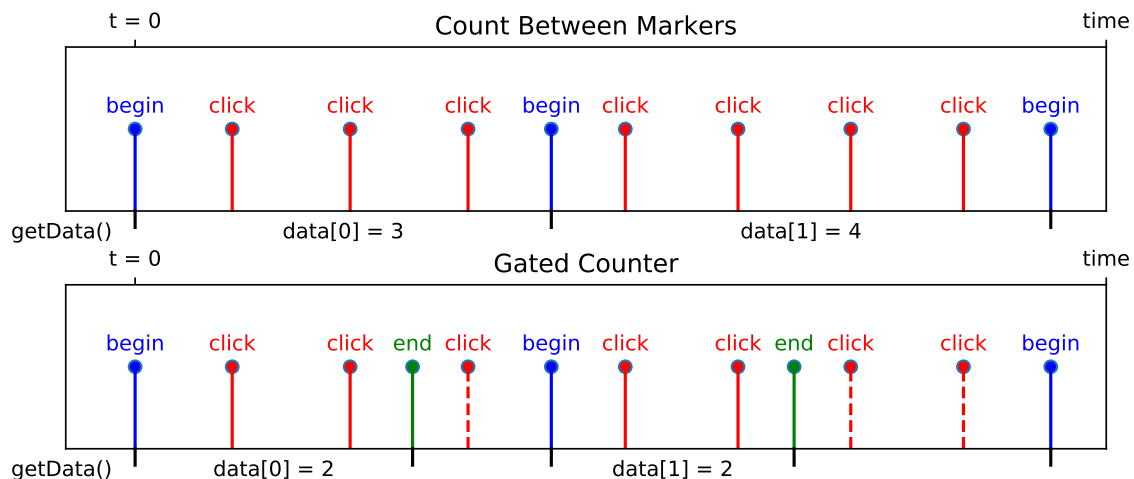 t = 0 Count Between Markers time
begin click click click begin click click click click begin
getData() data[0] = 3 data[1] = 4
t = 0 Gated Counter time
begin click click end click begin click click end click click begin
getData() data[0] = 2 data[1] = 2